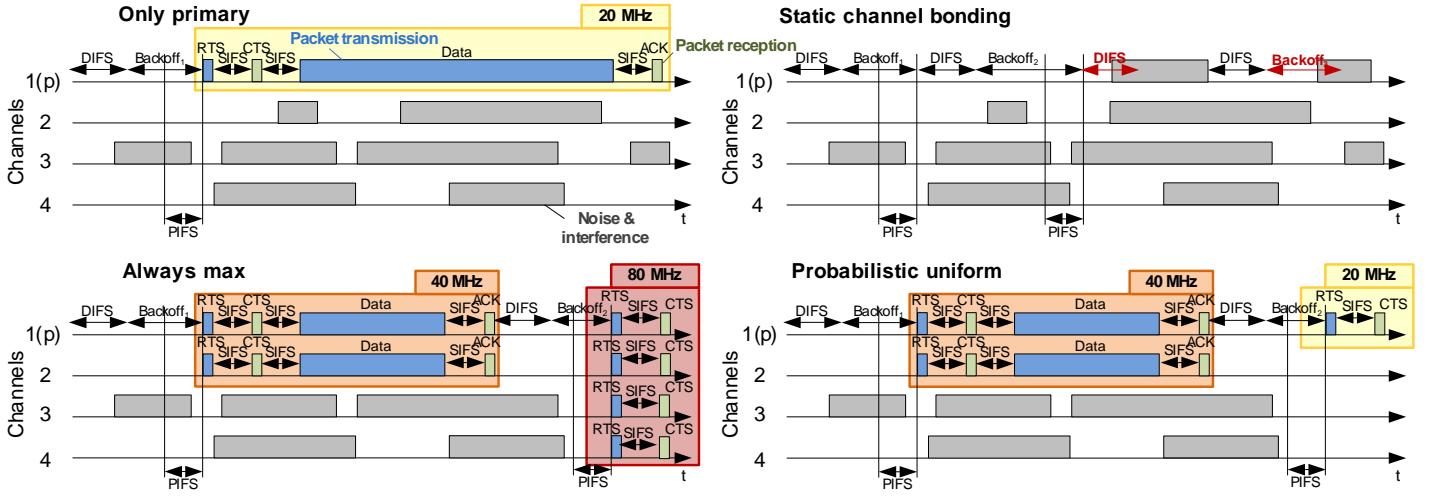 Only primary
20 MHz
RTS CTS Packet transmission Data ACK Packet reception
DIFS Backoff₁ SIFS SIFS SIFS
1(p)
2
3
4
Channels
PIFS
Noise &
interference
t
Static channel bonding
DIFS Backoff₁ DIFS Backoff₂ DIFS DIFS Backoff₃
1(p)
2
3
4
Channels
PIFS PIFS
t
Always max
40 MHz
80 MHz
RTS CTS Data ACK RTS CTS
DIFS Backoff₁ SIFS SIFS SIFS DIFS Backoff₂ SIFS
1(p)
RTS CTS Data ACK RTS CTS
SIFS SIFS SIFS SIFS
2
RTS CTS
SIFS
3
RTS CTS
SIFS
4
Channels
PIFS PIFS
t
Probabilistic uniform
40 MHz
20 MHz
RTS CTS Data ACK RTS CTS
DIFS Backoff₁ SIFS SIFS SIFS DIFS Backoff₂ SIFS
1(p)
RTS CTS Data ACK
SIFS SIFS SIFS
2
3
4
Channels
PIFS PIFS
t